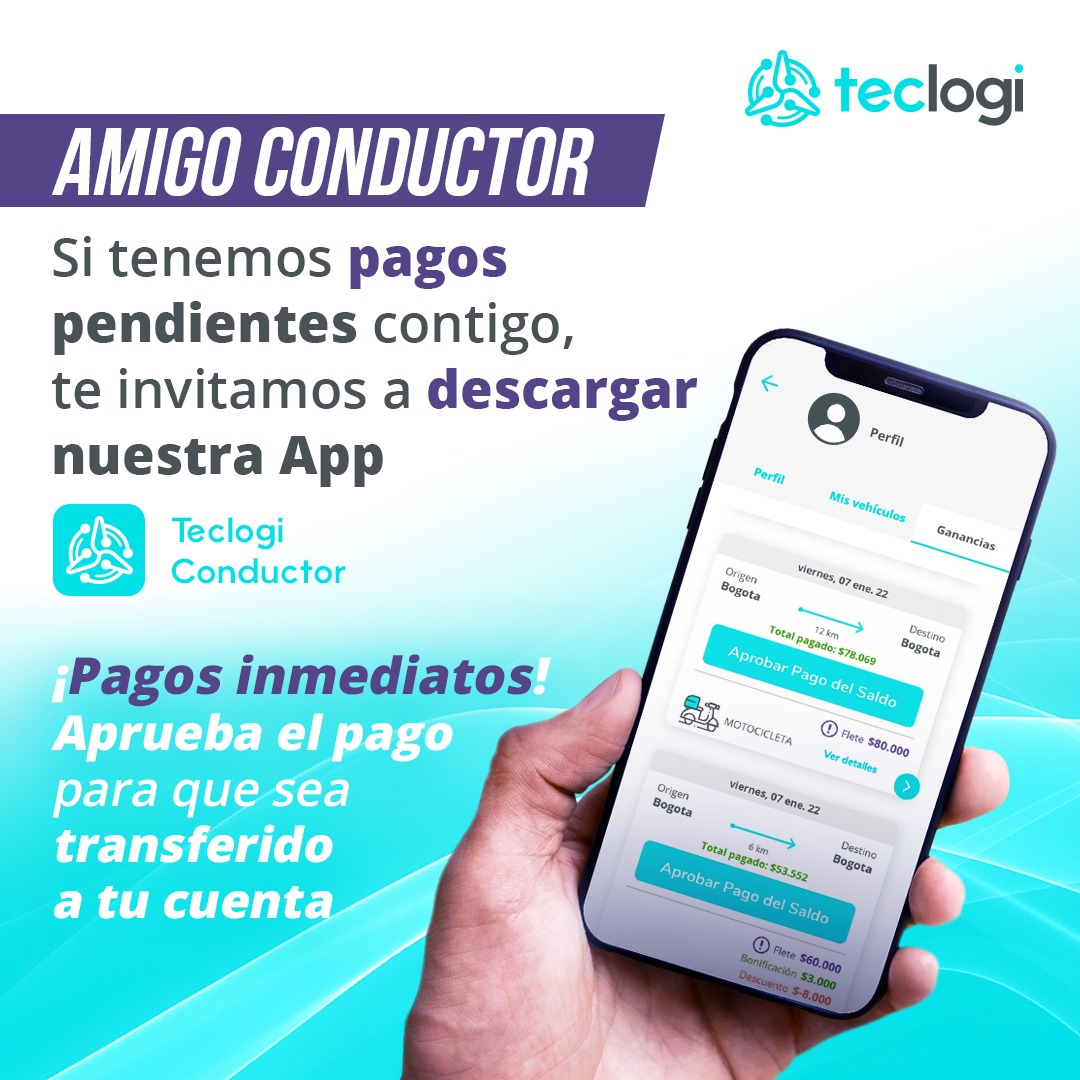 teclogi
AMIGO CONDUCTOR
Si tenemos pagos
pendientes contigo,
te invitamos a descargar
nuestra App
Teclogi
Conductor
¡Pagos inmediatos!
Aprueba el pago
para que sea
transferido
a tu cuenta
Perfil
Perfil
Mis vehículos
Ganancias
viernes, 07 ene. 22
Origen
Bogota
Destino
Bogota
12 km
Total pagado: $78.069
Aprobar Pago del Saldo
MOTOCICLETA
Flete $80.000
Ver detalles
viernes, 07 ene. 22
Origen
Bogota
Destino
Bogota
6 km
Total pagado: $53.552
Aprobar Pago del Saldo
Flete $60.000
Bonificación $3.000
Descuento $-8.000